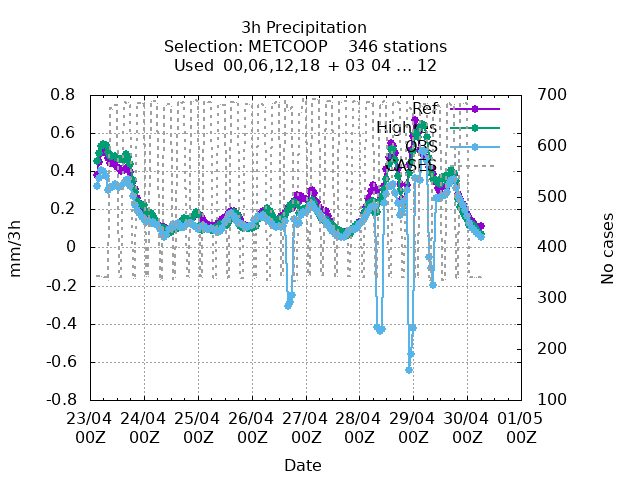 3h Precipitation
Selection: METCOOP    346 stations
Used  00,06,12,18  + 03 04 ... 12
0.8
0.6
0.4
0.2
0
-0.2
-0.4
-0.6
-0.8
700
600
500
400
300
200
100
mm/3h
No cases
Ref
HighRes
OBS
CASES
23/04 24/04 25/04 26/04 27/04 28/04 29/04 30/04 01/05
00Z 00Z 00Z 00Z 00Z 00Z 00Z 00Z 00Z
Date